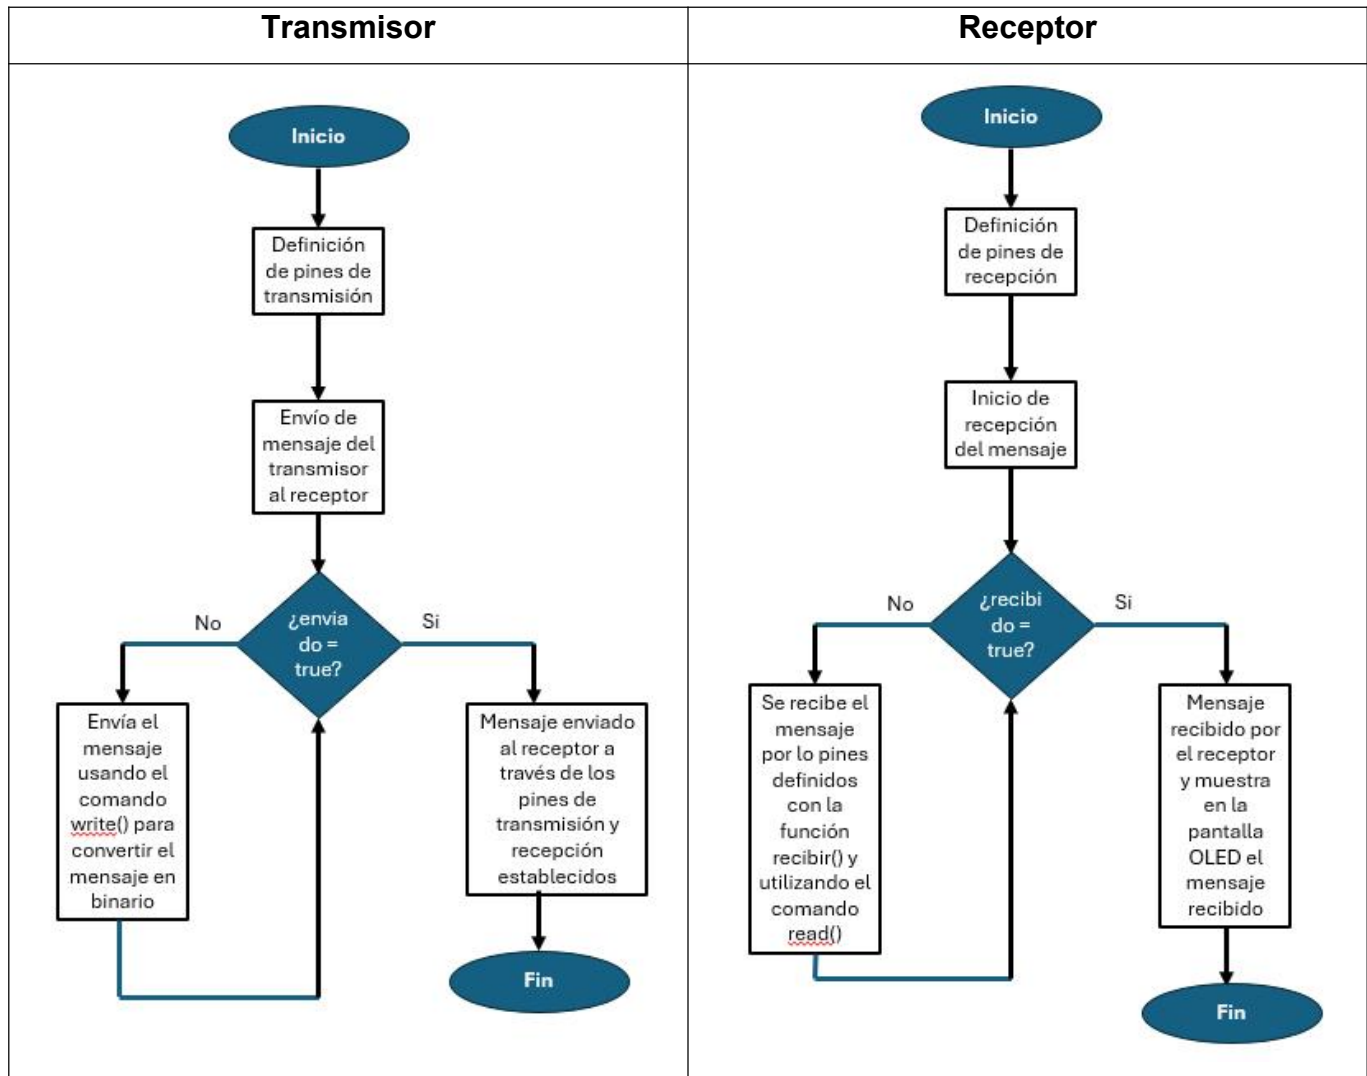 Transmisor
Inicio
Definición
de pines de
transmisión
Envío de
mensaje del
transmisor
al receptor
¿envia
do =
true?
No
Si
Envía el
mensaje
usando el
comando
write() para
convertir el
mensaje en
binario
Mensaje enviado
al receptor a
través de los
pines de
transmisión y
recepción
establecidos
Fin
Receptor
Inicio
Definición
de pines de
recepción
Inicio de
recepción
del mensaje
¿recibi
do =
true?
No
Si
Se recibe el
mensaje
por lo pines
definidos
con la
función
recibir() y
utilizando el
comando
read()
Mensaje
recibido por
el receptor
y muestra
en la
pantalla
OLED el
mensaje
recibido
Fin